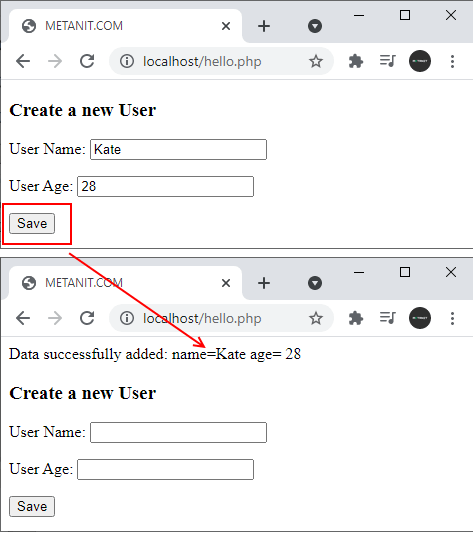 METANIT.COM
localhost/hello.php
Create a new User
User Name: Kate
User Age: 28
Save
METANIT.COM
localhost/hello.php
Data successfully added: name=Kate age= 28
Create a new User
User Name:
User Age:
Save